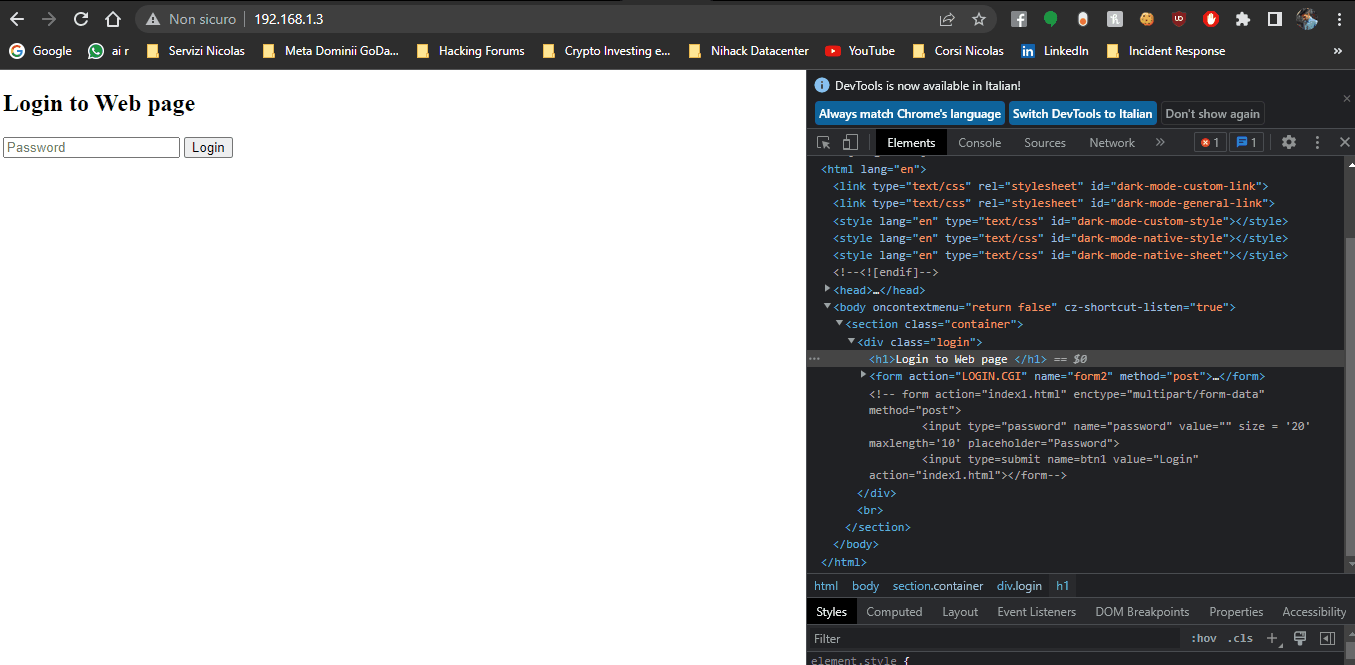 Non sicuro 192.168.1.3
Google ai r Servizi Nicolas Meta Dominii GoDa... Hacking Forums Crypto Investing e... Nihack Datacenter YouTube Corsi Nicolas LinkedIn Incident Response »
Login to Web page
Password Login
DevTools is now available in Italian!
Always match Chrome's language Switch DevTools to Italian Don't show again
Elements Console Sources Network » 1 1
<html lang="en">
<link type="text/css" rel="stylesheet" id="dark-mode-custom-link">
<link type="text/css" rel="stylesheet" id="dark-mode-general-link">
<style lang="en" type="text/css" id="dark-mode-custom-style"></style>
<style lang="en" type="text/css" id="dark-mode-native-style"></style>
<style lang="en" type="text/css" id="dark-mode-native-sheet"></style>
<!--<![endif]-->
<head>…</head>
<body oncontextmenu="return false" cz-shortcut-listen="true">
<section class="container">
<div class="login">
<h1>Login to Web page </h1> == $0
<form action="LOGIN.CGI" name="form2" method="post">…</form>
<!-- form action="index1.html" enctype="multipart/form-data"
method="post">
<input type="password" name="password" value="" size = '20'
maxlength='10' placeholder="Password">
<input type=submit name=btn1 value="Login"
action="index1.html"></form-->
</div>
<br>
</section>
</body>
</html>
html body section.container div.login h1
Styles Computed Layout Event Listeners DOM Breakpoints Properties Accessibility
Filter :hov .cls +
element.style {